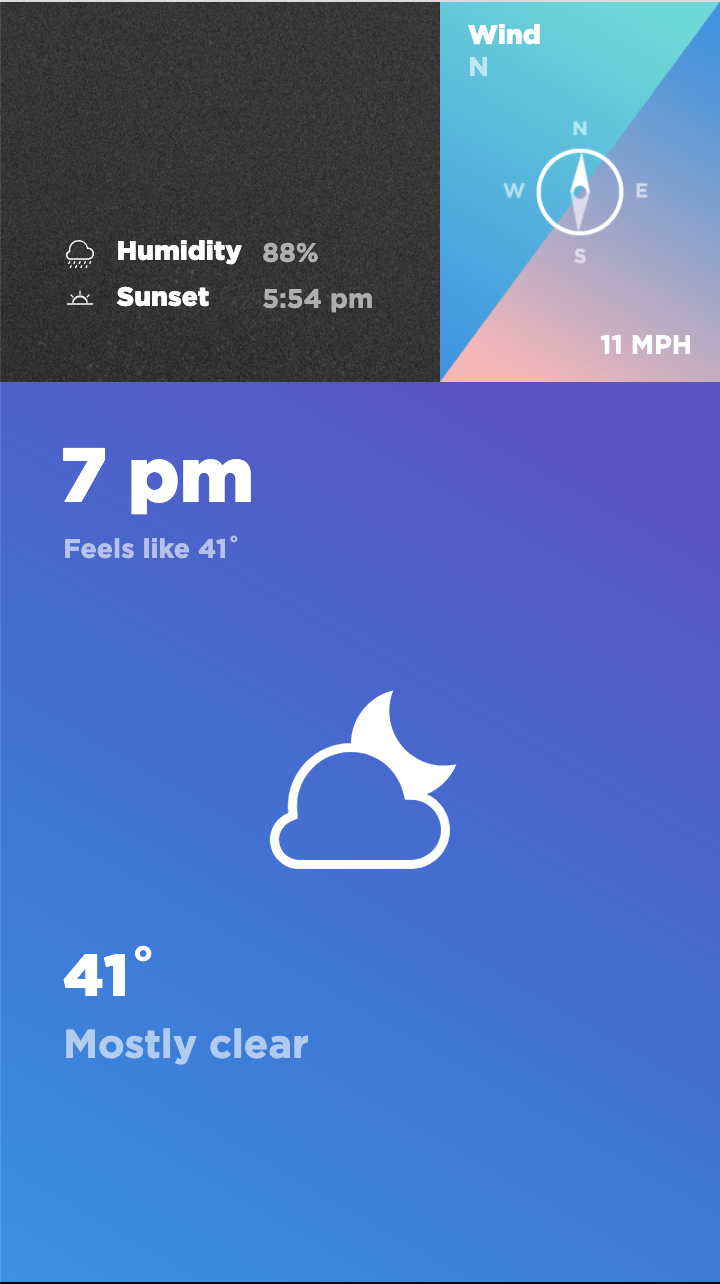 Wind
N
N
W E
S
11 MPH
Humidity 88%
Sunset 5:54 pm
7 pm
Feels like 41°
41°
Mostly clear